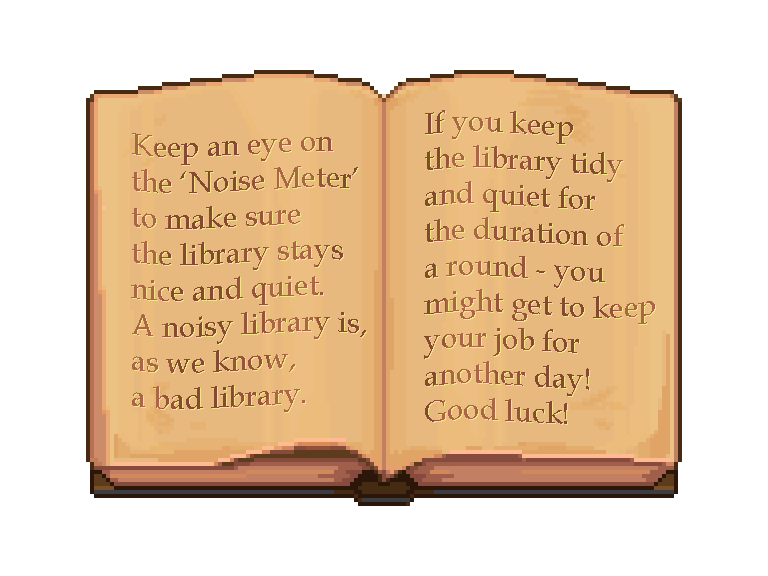 Keep an eye on
the ‘Noise Meter’
to make sure
the library stays
nice and quiet.
A noisy library is,
as we know,
a bad library.
If you keep
the library tidy
and quiet for
the duration of
a round - you
might get to keep
your job for
another day!
Good luck!